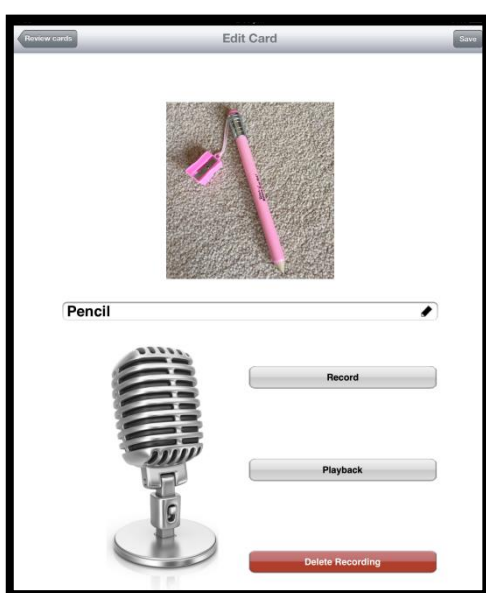 Review cards
Edit Card
Save
Pencil
Record
Playback
Delete Recording